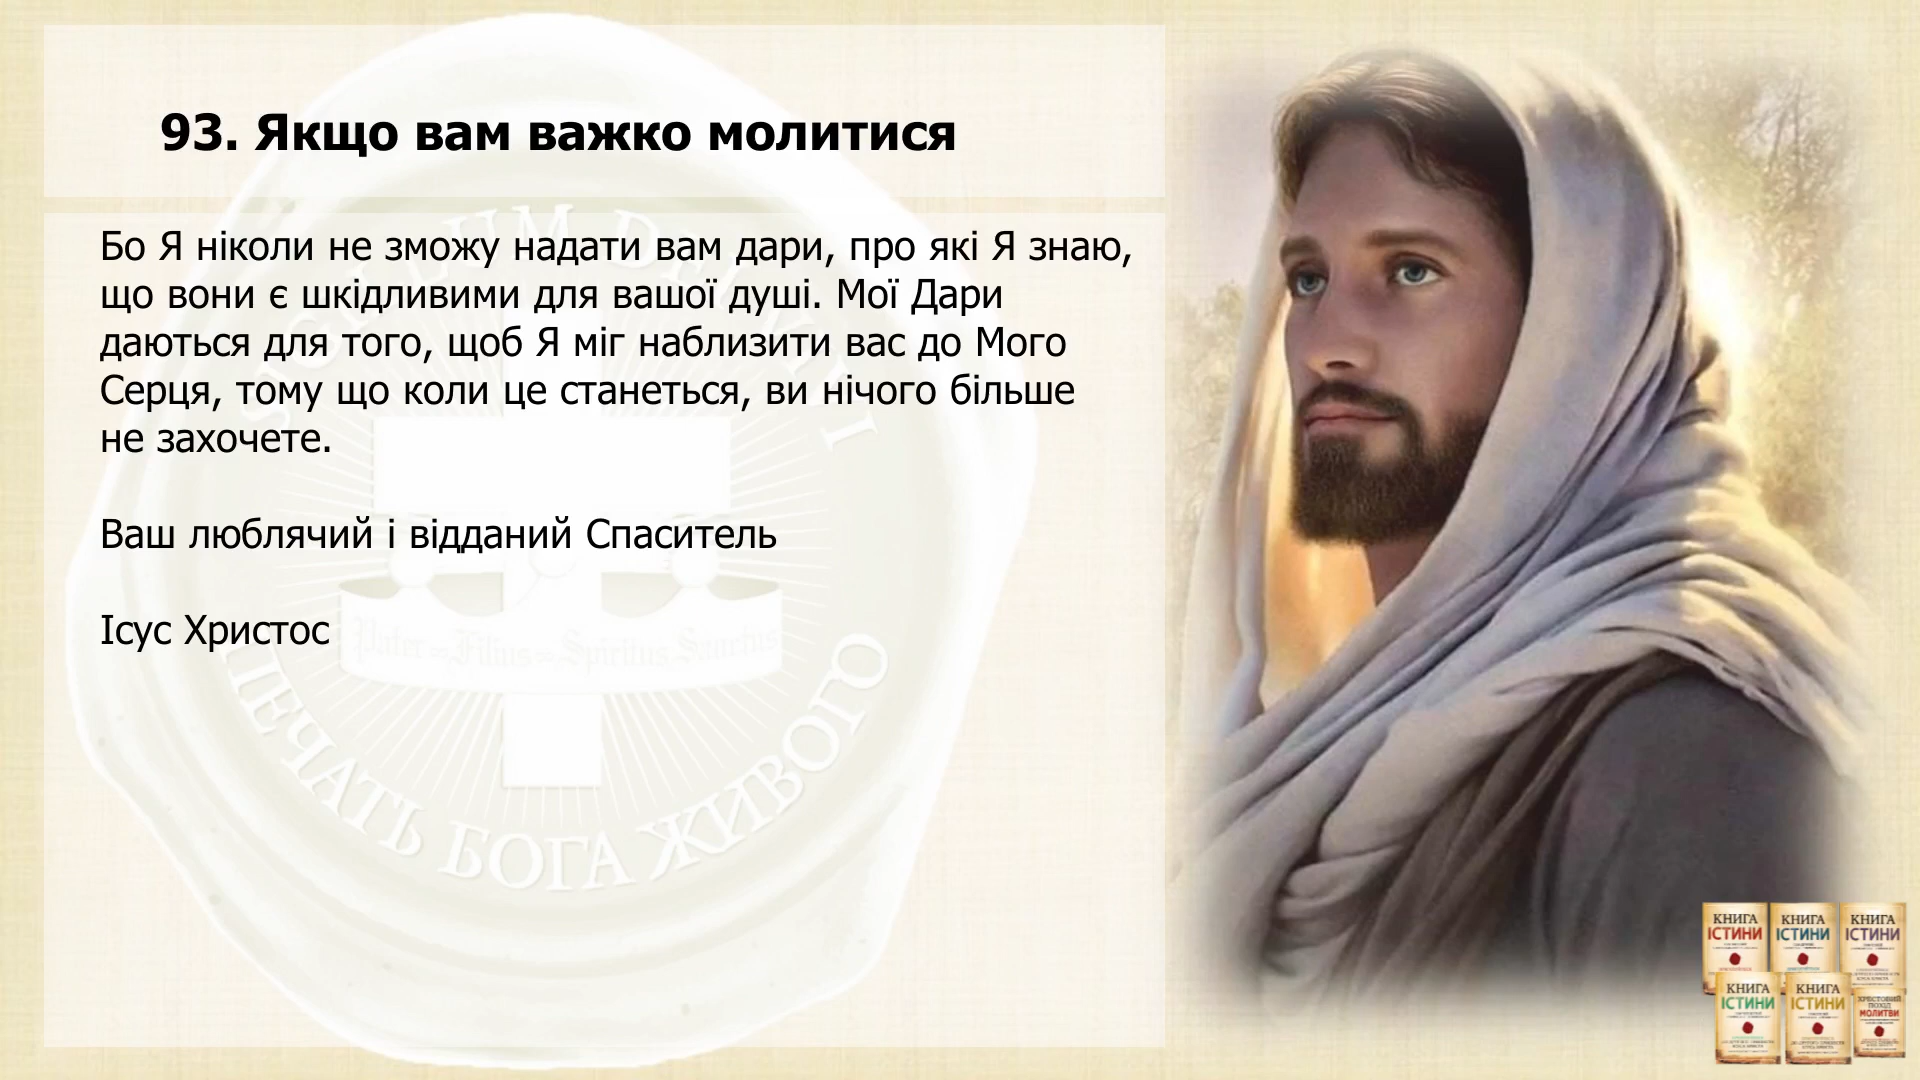 93. Якщо вам важко молитися
Бо Я ніколи не зможу надати вам дари, про які Я знаю,
що вони є шкідливими для вашої душі. Мої Дари
даються для того, щоб Я міг наблизити вас до Мого
Серця, тому що коли це станеться, ви нічого більше
не захочете.
Ваш люблячий і відданий Спаситель
Ісус Христос
Pater = Filius = Spiritus Sanctus
ПЕЧАТЬ БОГА ЖИВОГО
КНИГА
ІСТИНИ
КНИГА
ІСТИНИ
КНИГА
ІСТИНИ
КНИГА
ІСТИНИ
КНИГА
ІСТИНИ
ХРЕСТОВИЙ
ПОХІД
МОЛИТВИ